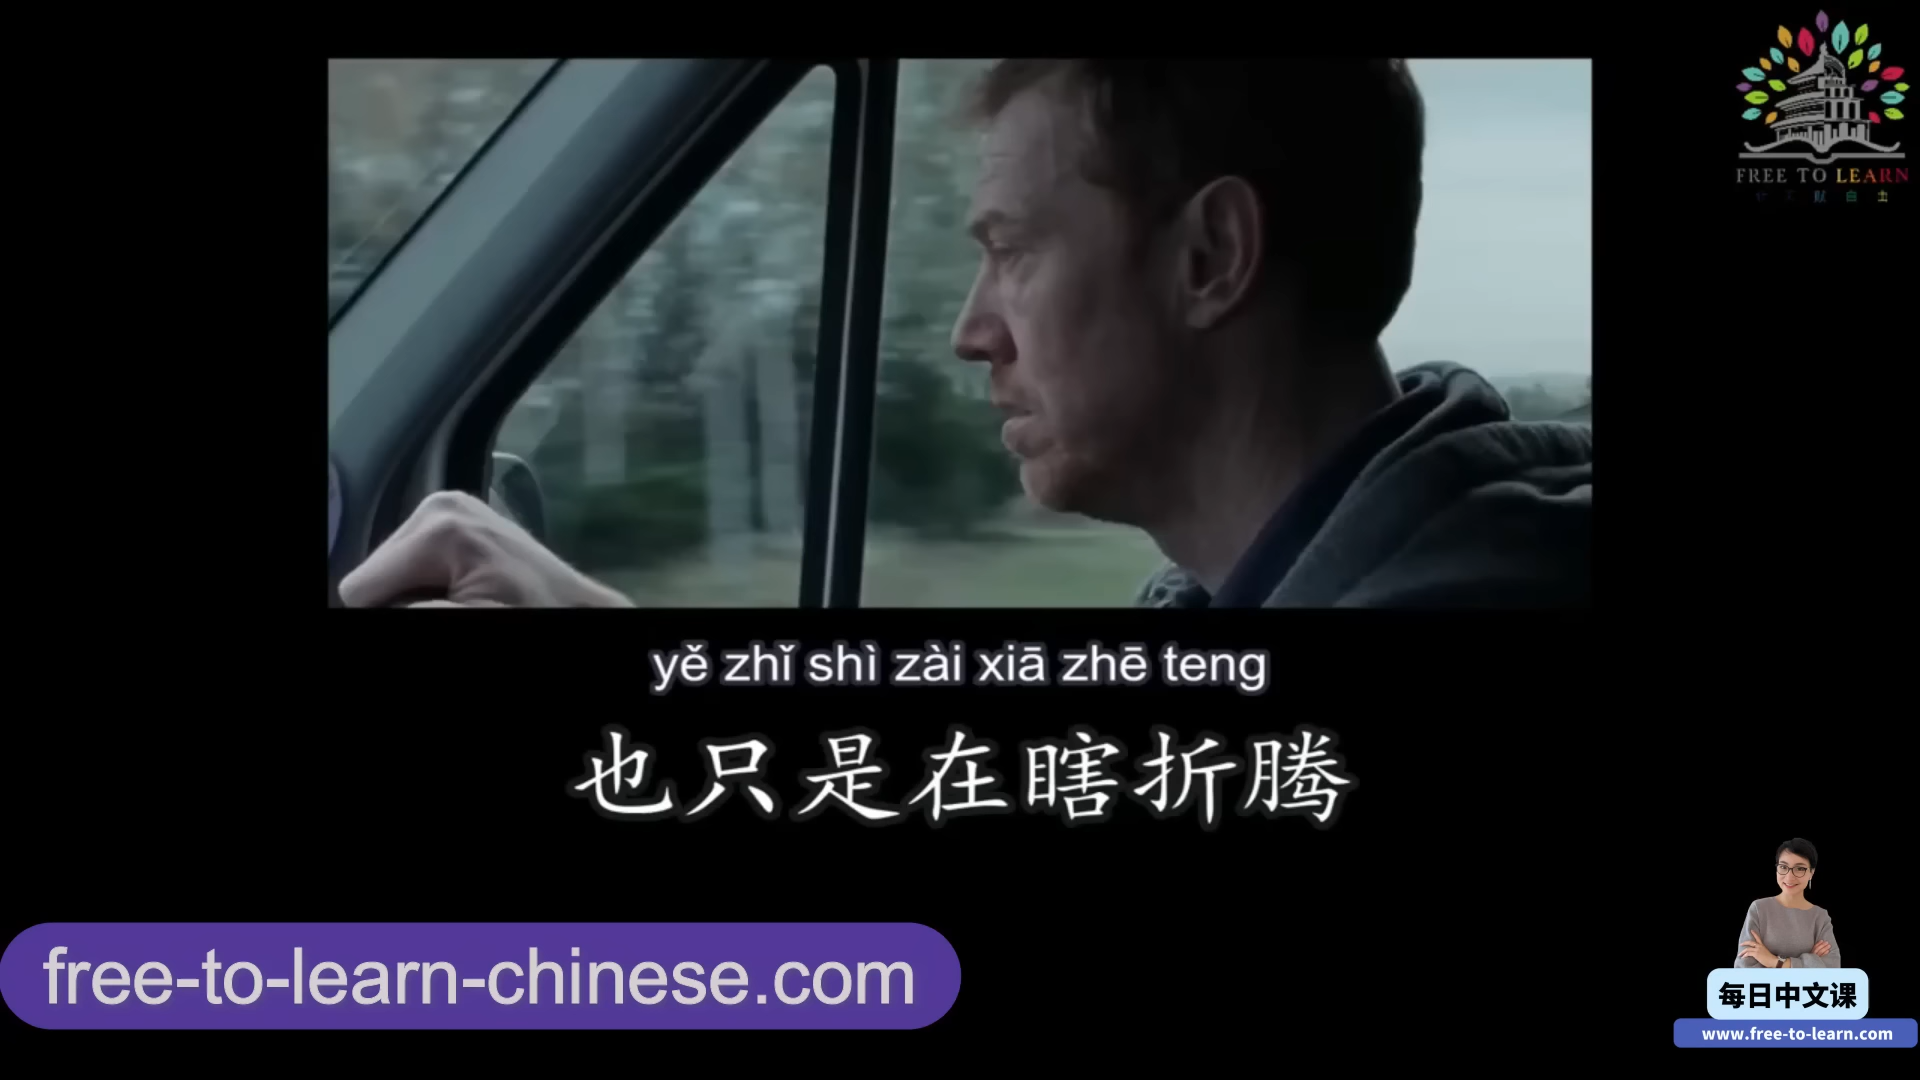 FREE TO LEARN
yě zhǐ shì zài xiā zhē teng
也只是在瞎折腾
free-to-learn-chinese.com
每日中文课
www.free-to-learn.com